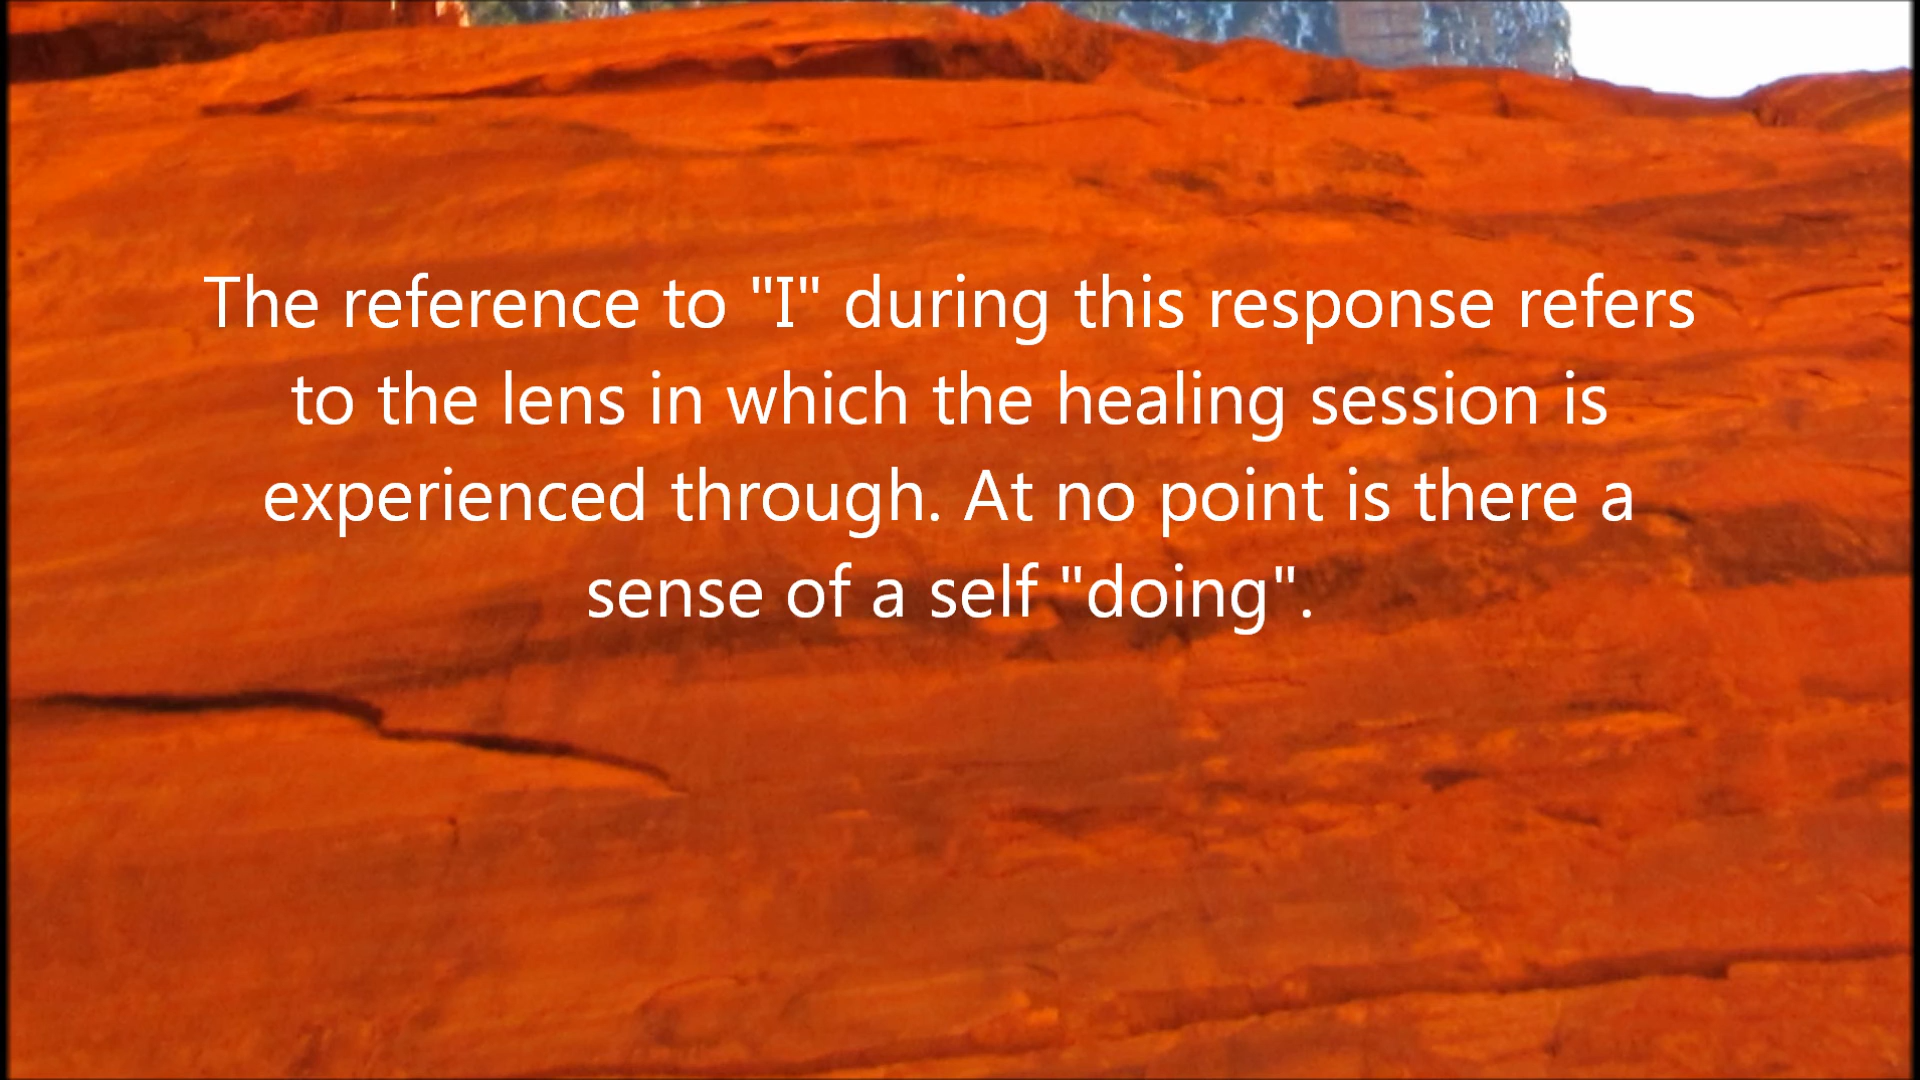 The reference to "I" during this response refers
to the lens in which the healing session is
experienced through. At no point is there a
sense of a self "doing".